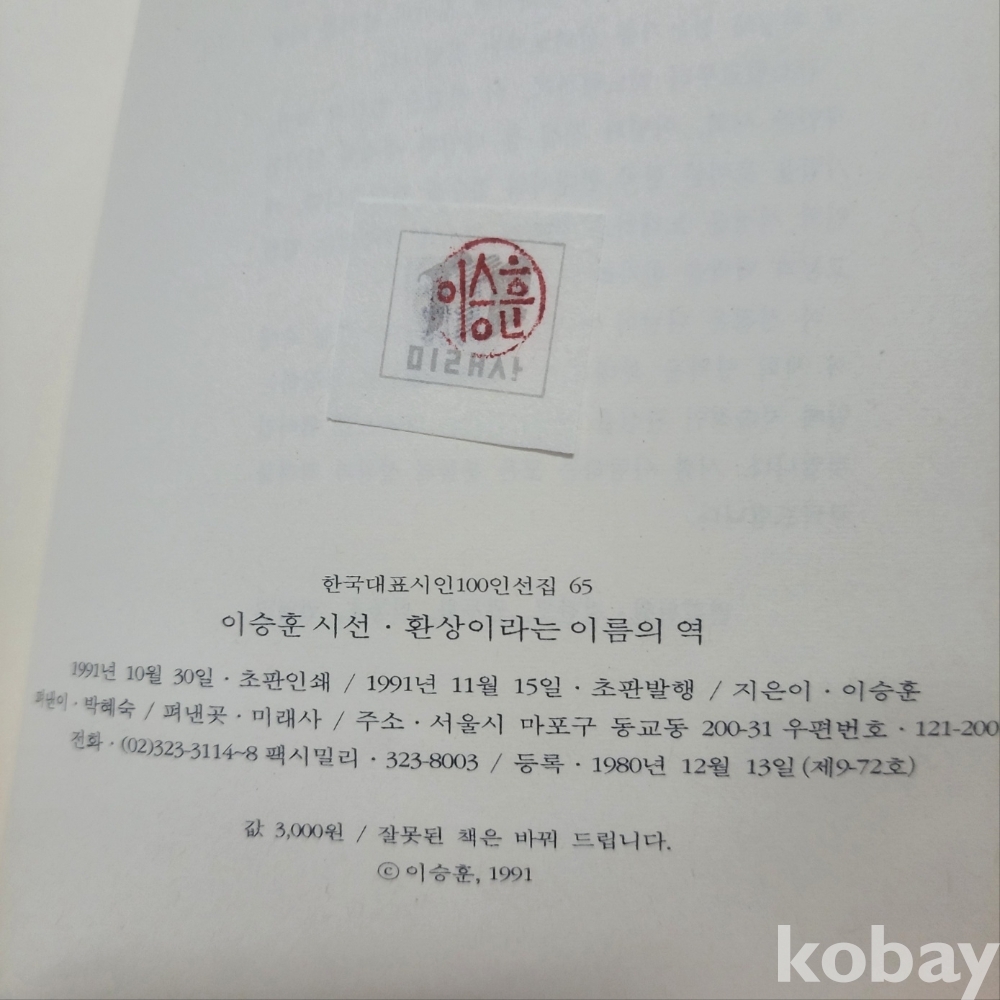 이승훈
미래사
한국대표시인100인선집 65
이승훈 시선 · 환상이라는 이름의 역
1991년 10월 30일 · 초판인쇄 / 1991년 11월 15일 · 초판발행 / 지은이 · 이승훈
펴낸이 · 박혜숙 / 펴낸곳 · 미래사 / 주소 · 서울시 마포구 동교동 200-31 우편번호 · 121-200
전화 · (02)323-3114~8 팩시밀리 · 323-8003 / 등록 · 1980년 12월 13일 (제9-72호)
값 3,000원 / 잘못된 책은 바꿔 드립니다.
ⓒ 이승훈, 1991
kobay